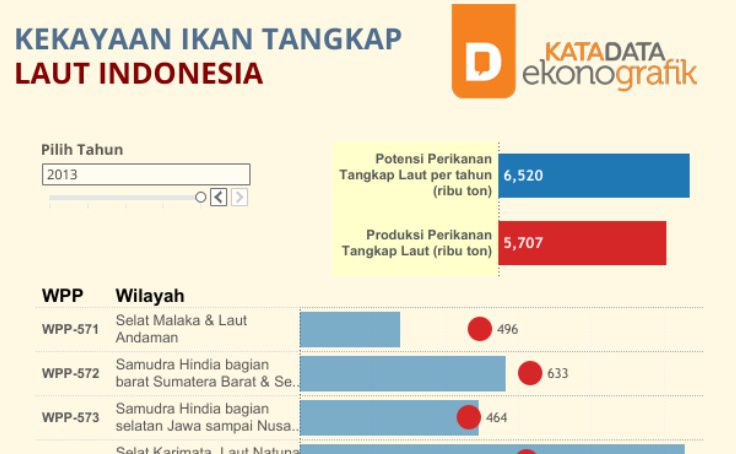 KEKAYAAN IKAN TANGKAP
LAUT INDONESIA
D
KATADATA
ekonografik
Pilih Tahun
2013
Potensi Perikanan
Tangkap Laut per tahun
(ribu ton)
6,520
Produksi Perikanan
Tangkap Laut (ribu ton)
5,707
WPP Wilayah
WPP-571 Selat Malaka & Laut
Andaman
496
WPP-572 Samudra Hindia bagian
barat Sumatera Barat & Se..
633
WPP-573 Samudra Hindia bagian
selatan Jawa sampai Nusa..
464
Selat Karimata, Laut Natuna